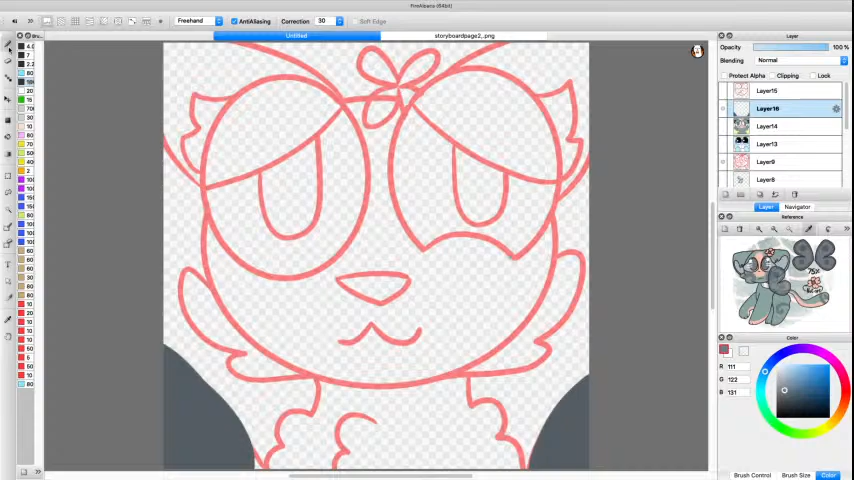 FireAlpaca (64bit)
Freehand
AntiAliasing
Correction
30
Soft Edge
Untitled
storyboardpage2_.png
Layer
Opacity
100 %
Blending
Normal
Protect Alpha
Clipping
Lock
Layer15
Layer16
Layer14
Layer13
Layer9
Layer8
Layer
Navigator
Reference
Color
R 111
G 122
B 131
Brush Control
Brush Size
Color